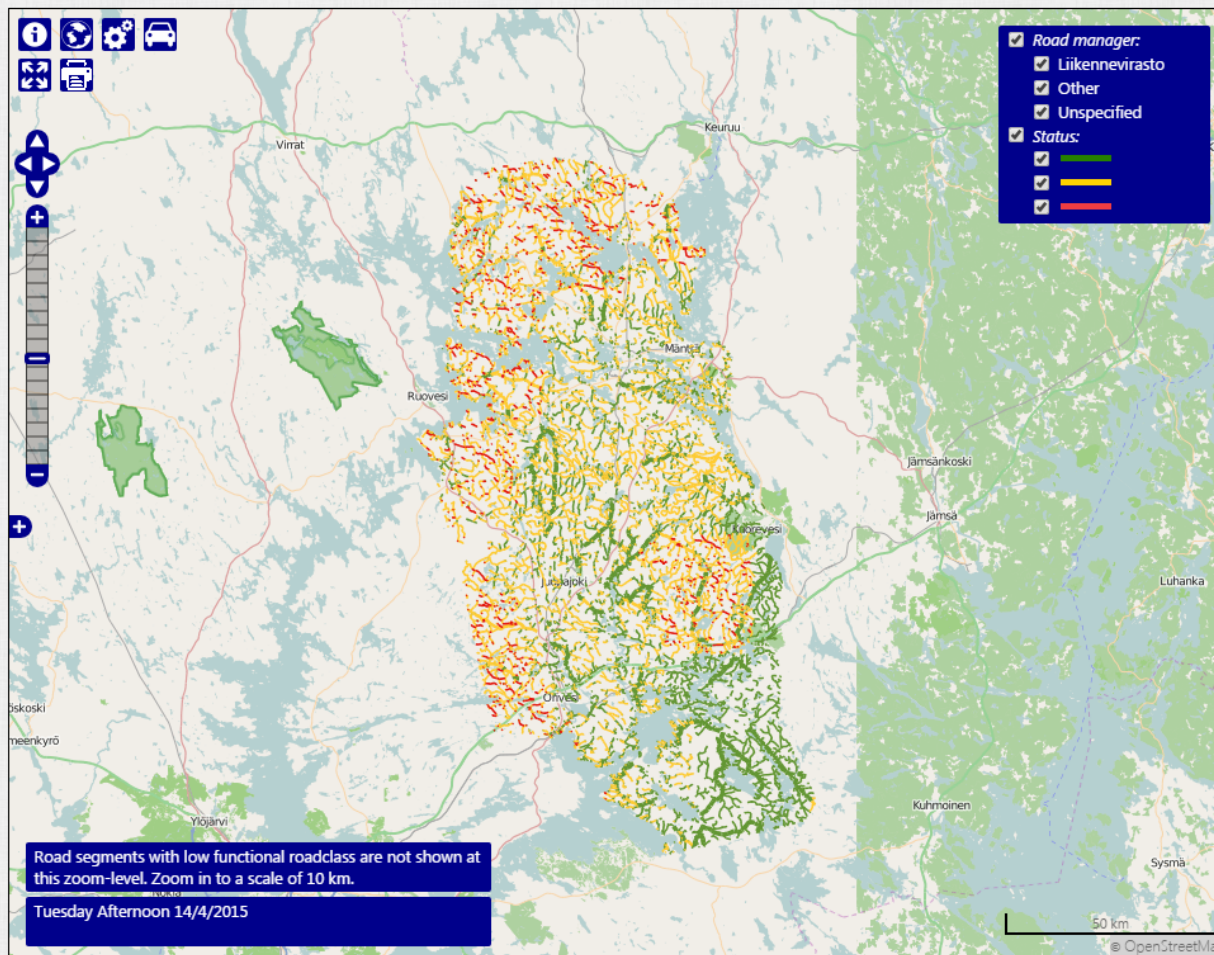 Road manager:
Liikennevirasto
Other
Unspecified
Status:
Keuruu
Virrat
Mänttä
Ruovesi
Jämsänkoski
Jämsä
Kuorevesi
Juupajoki
Luhanka
Orivesi
öskoski
meenkyrö
Kuhmoinen
Ylöjärvi
Sysmä
Road segments with low functional roadclass are not shown at
this zoom-level. Zoom in to a scale of 10 km.
Tuesday Afternoon 14/4/2015
50 km
© OpenStreetMa